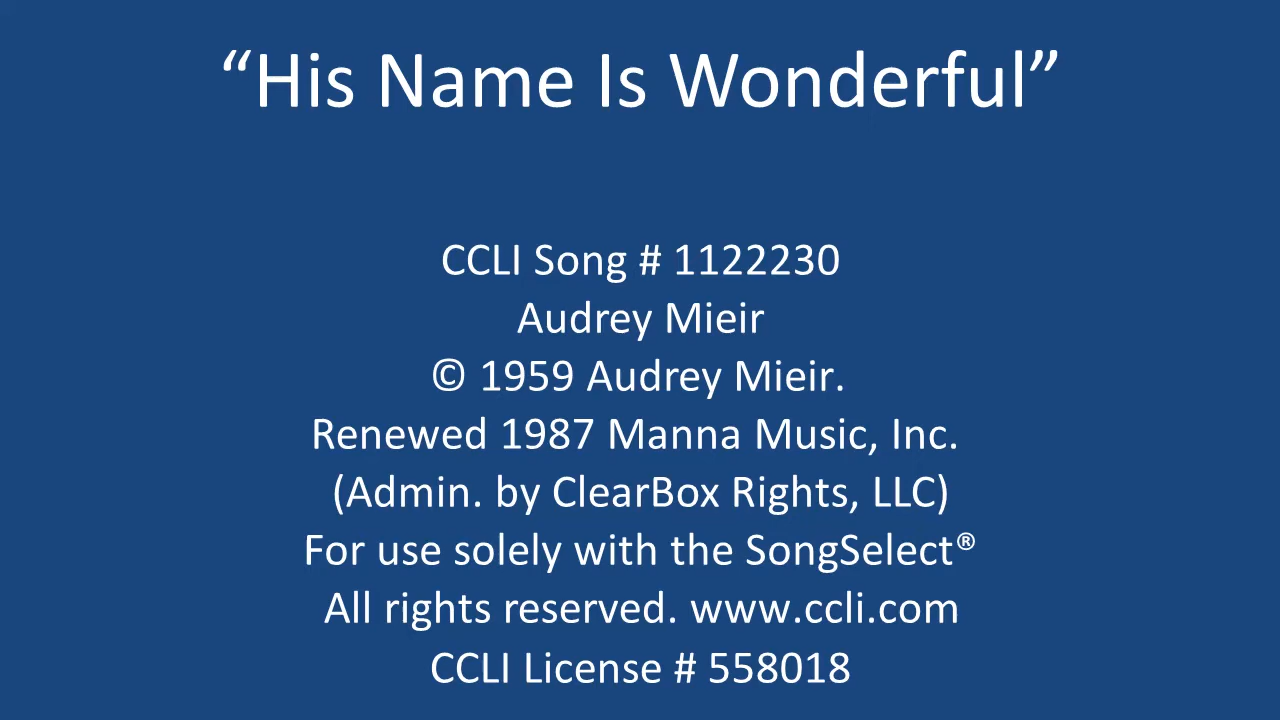 “His Name Is Wonderful”
CCLI Song # 1122230
Audrey Mieir
© 1959 Audrey Mieir.
Renewed 1987 Manna Music, Inc.
(Admin. by ClearBox Rights, LLC)
For use solely with the SongSelect®
All rights reserved. www.ccli.com
CCLI License # 558018